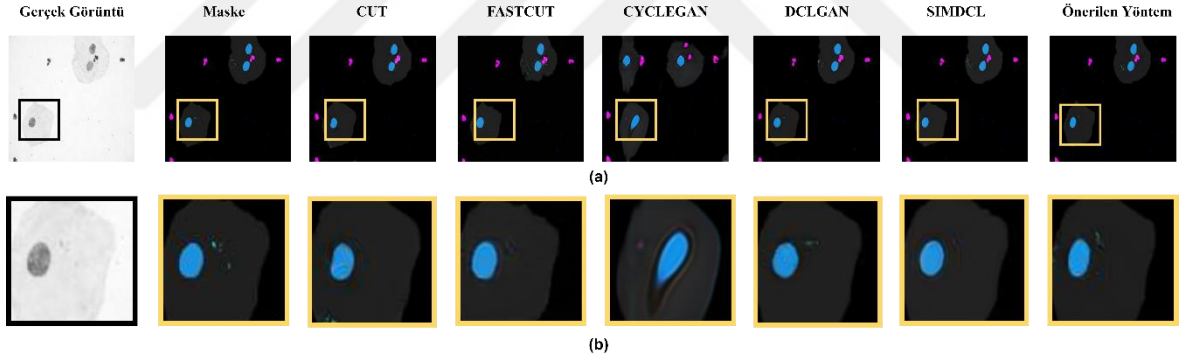 Gerçek Görüntü Maske CUT FASTCUT CYCLEGAN DCLGAN SIMDCL Önerilen Yöntem
(a)
(b)